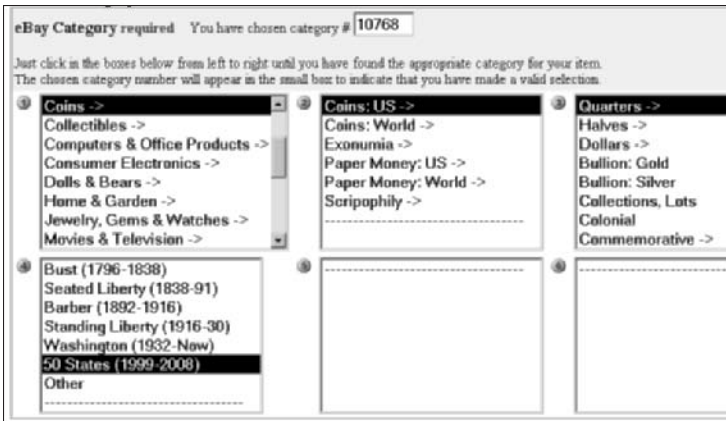 eBay Category required You have chosen category # 10768
Just click in the boxes below from left to right until you have found the appropriate category for your item.
The chosen category number will appear in the small box to indicate that you have made a valid selection.
1
Coins ->
Collectibles ->
Computers & Office Products ->
Consumer Electronics ->
Dolls & Bears ->
Home & Garden ->
Jewelry, Gems & Watches ->
Movies & Television ->
2
Coins: US ->
Coins: World ->
Exonumia ->
Paper Money: US ->
Paper Money: World ->
Scripophily ->
--------------------------------
3
Quarters ->
Halves ->
Dollars ->
Bullion: Gold
Bullion: Silver
Collections, Lots
Colonial
Commemorative ->
4
Bust (1796-1838)
Seated Liberty (1838-91)
Barber (1892-1916)
Standing Liberty (1916-30)
Washington (1932-Now)
50 States (1999-2008)
Other
--------------------------------
5
--------------------------------
6
--------------------------------